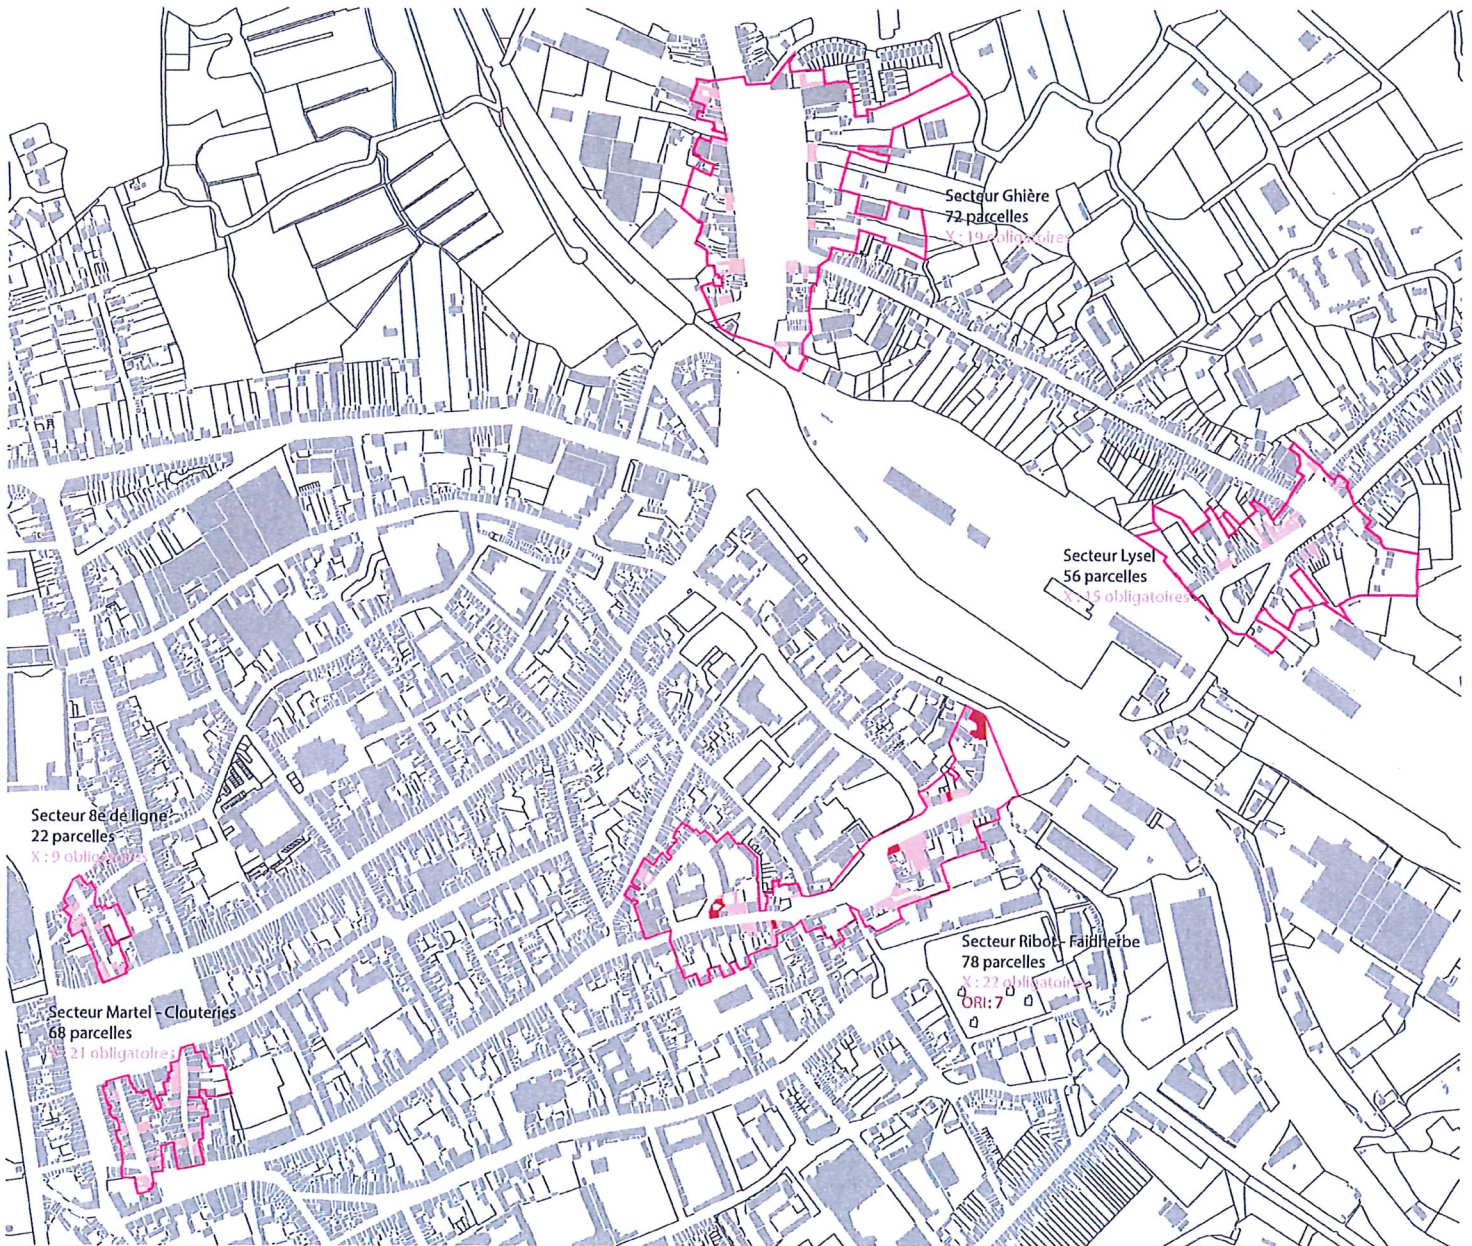 Secteur Ghière
72 parcelles
X : 19 obligatoires
Secteur Lysel
56 parcelles
X : 15 obligatoires
Secteur 8e de ligne
22 parcelles
X : 9 obligatoires
Secteur Ribot - Faidherbe
78 parcelles
X : 22 obligatoires
ORI : 7
Secteur Martel - Clouteries
68 parcelles
X : 21 obligatoires